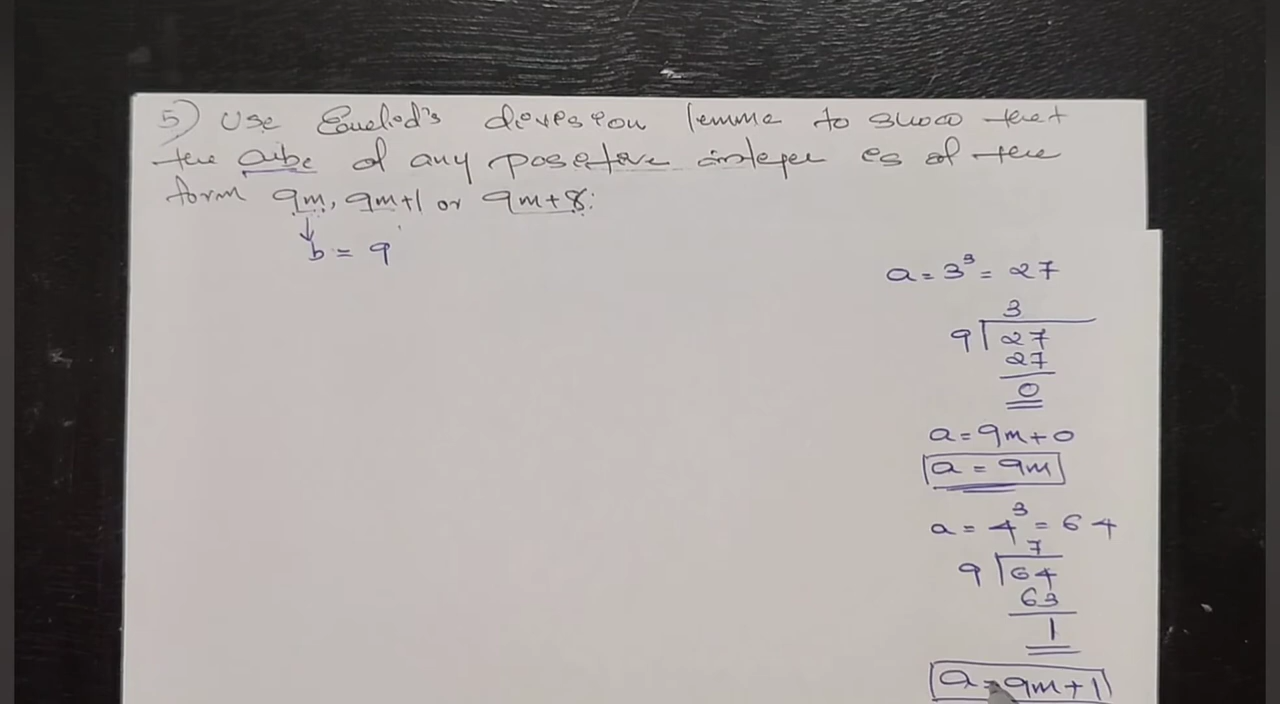 5) Use Euclid's division lemma to show that
the cube of any positive integer is of the
form 9m, 9m+1 or 9m+8.
↓
b = 9
a = 3³ = 27
3
9 27
27
0
a = 9m+0
a = 9m
a = 4³ = 64
7
9 64
63
1
a = 9m+1